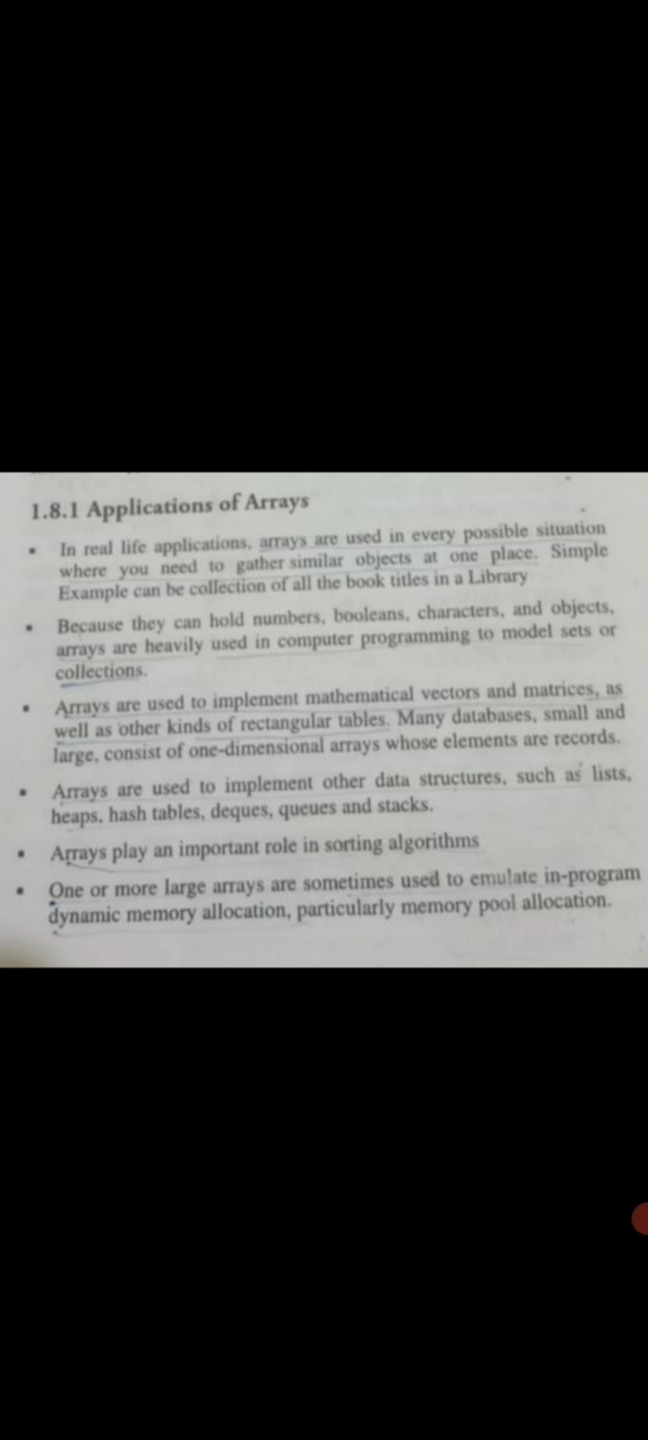 1.8.1 Applications of Arrays
▪ In real life applications, arrays are used in every possible situation
where you need to gather similar objects at one place. Simple
Example can be collection of all the book titles in a Library
▪ Because they can hold numbers, booleans, characters, and objects,
arrays are heavily used in computer programming to model sets or
collections.
▪ Arrays are used to implement mathematical vectors and matrices, as
well as other kinds of rectangular tables. Many databases, small and
large, consist of one-dimensional arrays whose elements are records.
▪ Arrays are used to implement other data structures, such as lists,
heaps, hash tables, deques, queues and stacks.
▪ Arrays play an important role in sorting algorithms
▪ One or more large arrays are sometimes used to emulate in-program
dynamic memory allocation, particularly memory pool allocation.